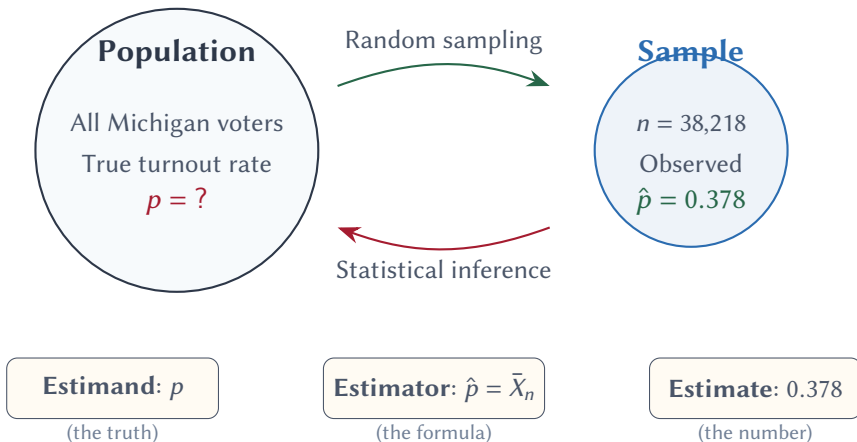 Population
All Michigan voters
True turnout rate
p = ?
Random sampling
Statistical inference
Sample
n = 38,218
Observed
p̂ = 0.378
Estimand: p
(the truth)
Estimator: p̂ = X̄ₙ
(the formula)
Estimate: 0.378
(the number)